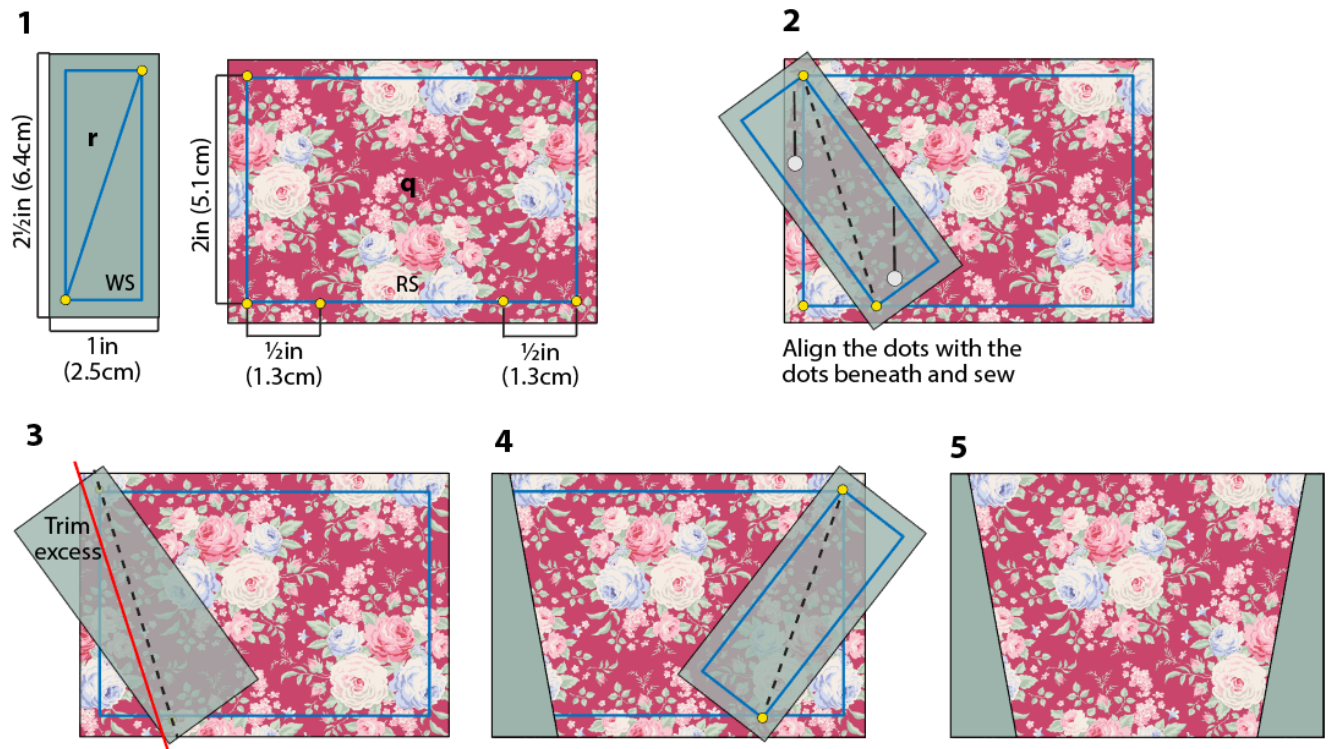 1
2½in (6.4cm)
r
WS
1in
(2.5cm)
2in (5.1cm)
q
RS
½in
(1.3cm)
½in
(1.3cm)
2
Align the dots with the
dots beneath and sew
3
Trim
excess
4
5